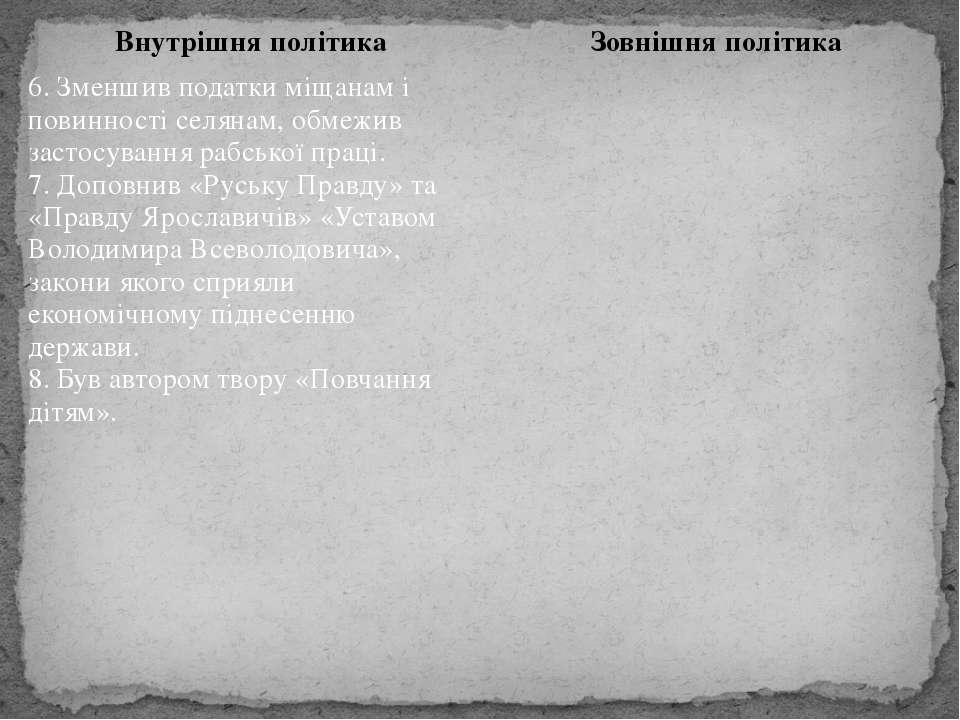 Внутрішня політика
Зовнішня політика
6. Зменшив податки міщанам і
повинності селянам, обмежив
застосування рабської праці.
7. Доповнив «Руську Правду» та
«Правду Ярославичів» «Уставом
Володимира Всеволодовича»,
закони якого сприяли
економічному піднесенню
держави.
8. Був автором твору «Повчання
дітям».